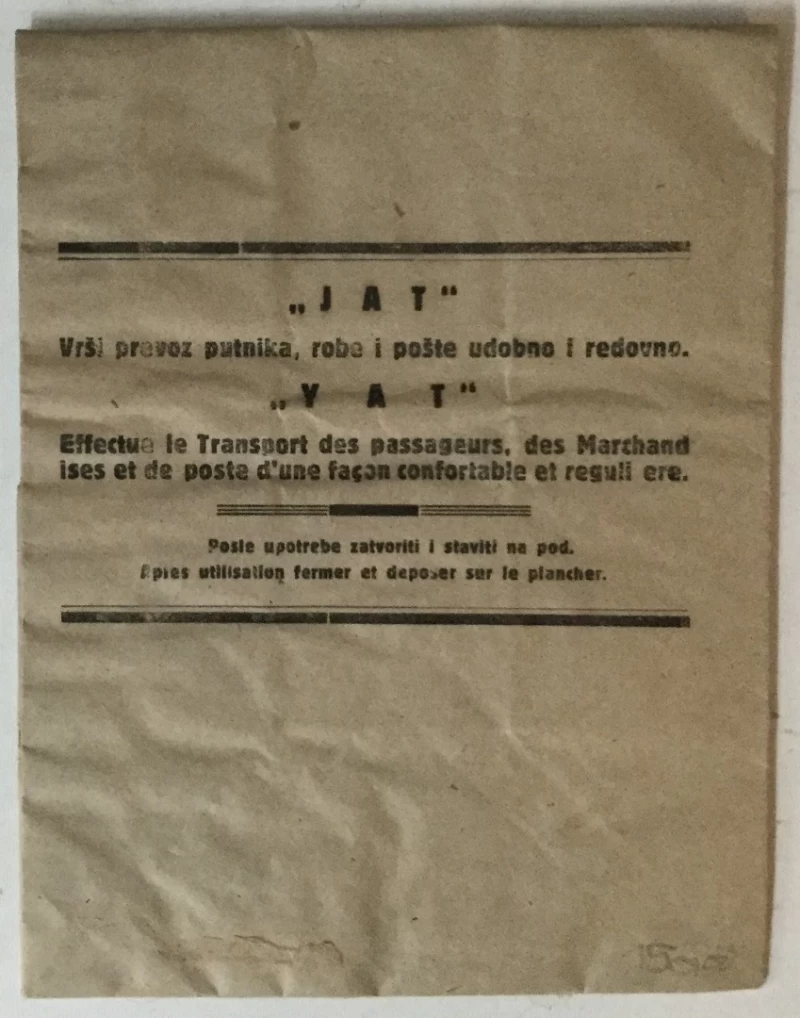 „JAT“
Vrši prevoz putnika, robe i pošte udobno i redovno.
„YAT“
Effectue le Transport des passageurs, des Marchand
ises et de poste d'une façon confortable et reguli ere.
Posle upotrebe zatvoriti i staviti na pod.
Apres utilisation fermer et deposer sur le plancher.